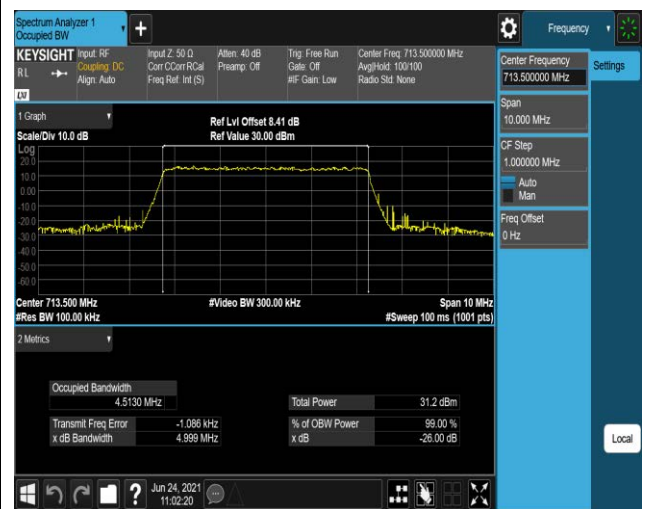 Spectrum Analyzer 1
Occupied BW
+
Frequency
KEYSIGHT
RL
LXI
Input: RF
Coupling: DC
Align: Auto
Input Z: 50 Ω
Corr CCorr RCal
Freq Ref: Int (S)
Atten: 40 dB
Preamp: Off
Trig: Free Run
Gate: Off
#IF Gain: Low
Center Freq: 713.500000 MHz
Avg|Hold: 100/100
Radio Std: None
Center Frequency
713.500000 MHz
Settings
Span
10.000 MHz
CF Step
1.000000 MHz
Auto
Man
Freq Offset
0 Hz
1 Graph
Scale/Div 10.0 dB
Ref Lvl Offset 8.41 dB
Ref Value 30.00 dBm
Log
20.0
10.0
0.00
-10.0
-20.0
-30.0
-40.0
-50.0
-60.0
Center 713.500 MHz
#Video BW 300.00 kHz
Span 10 MHz
#Res BW 100.00 kHz
#Sweep 100 ms (1001 pts)
2 Metrics
Occupied Bandwidth
4.5130 MHz
Total Power 31.2 dBm
Transmit Freq Error -1.086 kHz
% of OBW Power 99.00 %
x dB Bandwidth 4.999 MHz
x dB -26.00 dB
Local
?
Jun 24, 2021
11:02:20